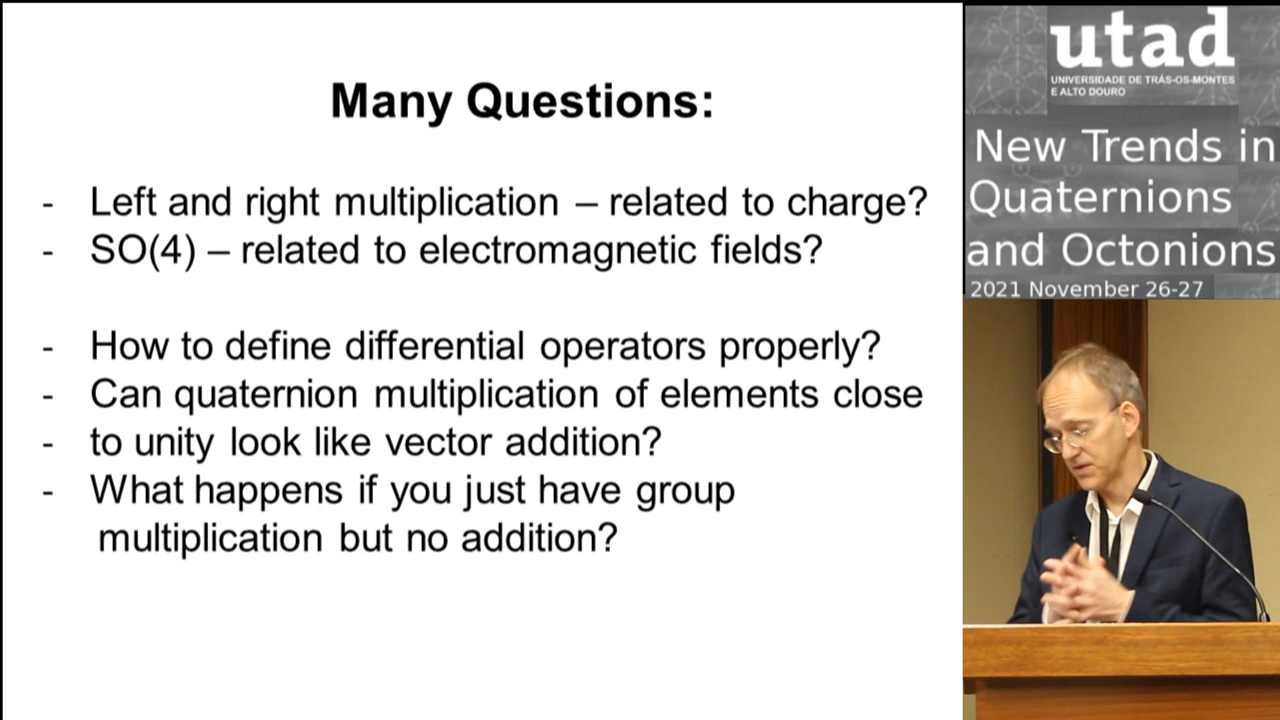 Many Questions:
- Left and right multiplication – related to charge?
- SO(4) – related to electromagnetic fields?
- How to define differential operators properly?
- Can quaternion multiplication of elements close
- to unity look like vector addition?
- What happens if you just have group
multiplication but no addition?
utad
UNIVERSIDADE DE TRÁS-OS-MONTES
E ALTO DOURO
New Trends in
Quaternions
and Octonions
2021 November 26-27